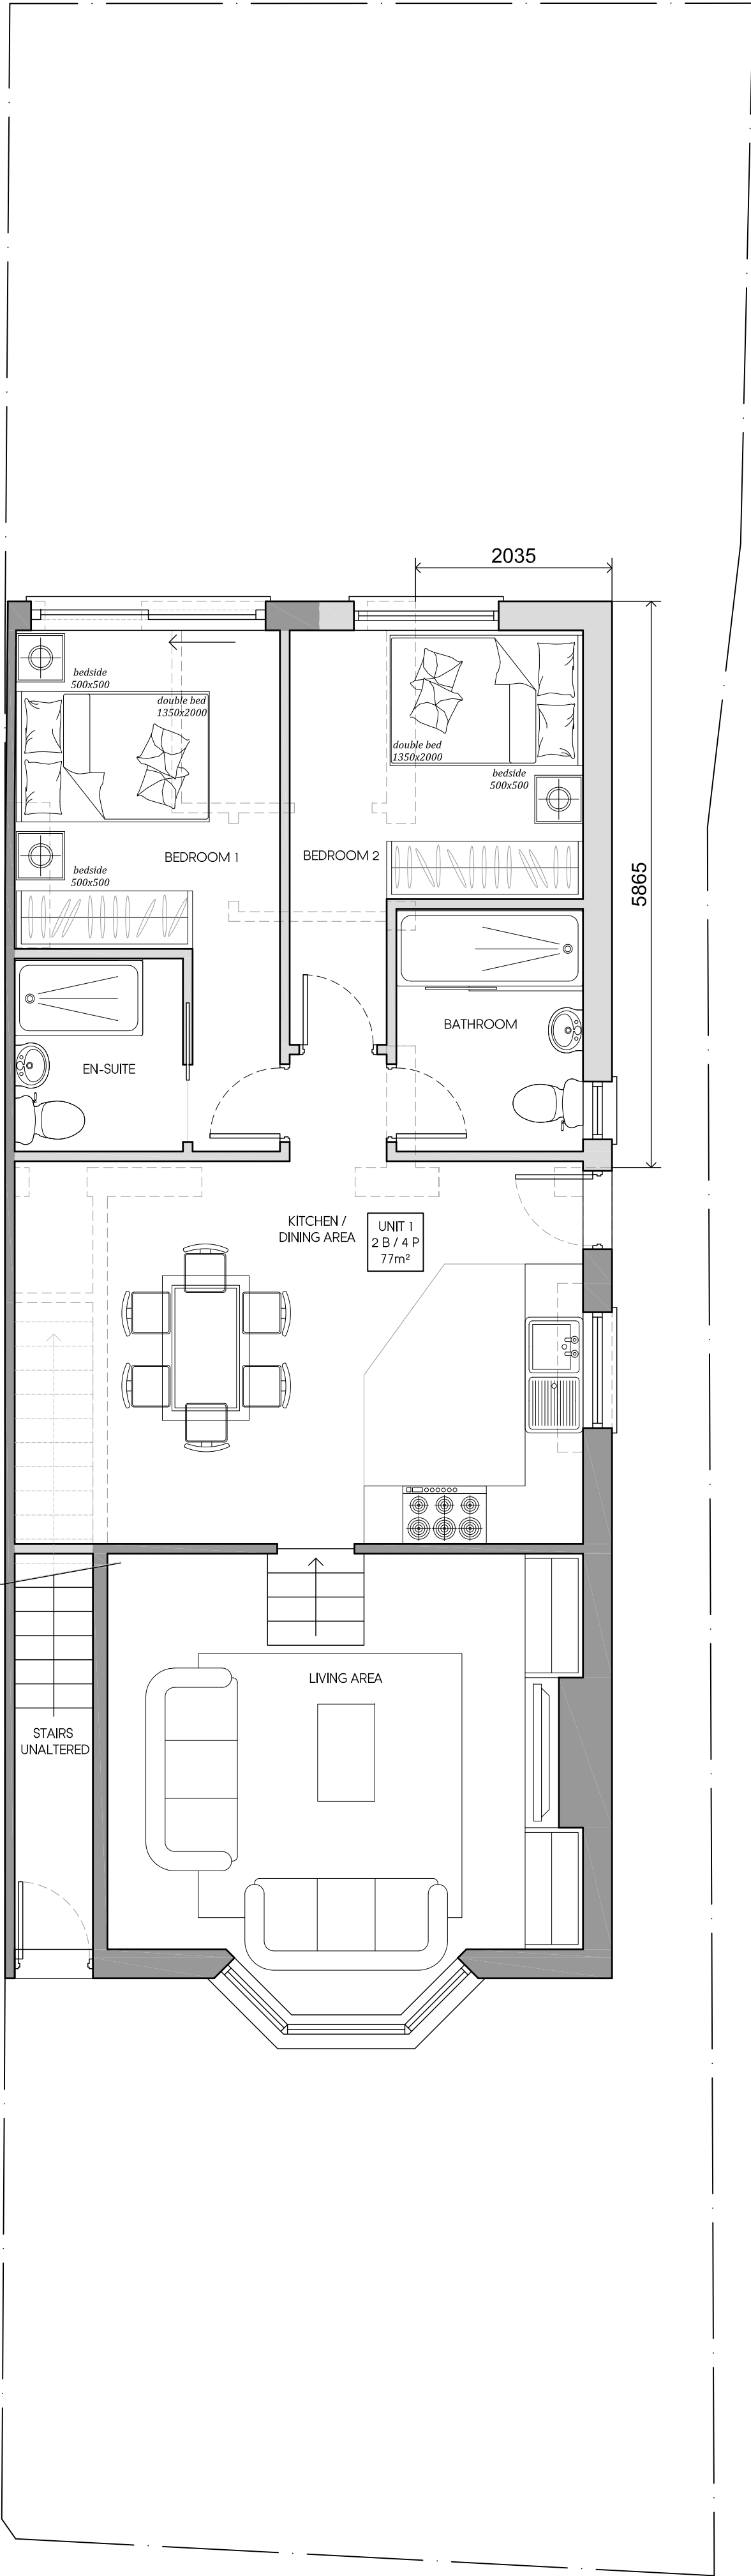 2035
5865
bedside
500x500
double bed
1350x2000
double bed
1350x2000
bedside
500x500
BEDROOM 1
BEDROOM 2
bedside
500x500
BATHROOM
EN-SUITE
KITCHEN /
DINING AREA
UNIT 1
2 B / 4 P
77m²
LIVING AREA
STAIRS
UNALTERED